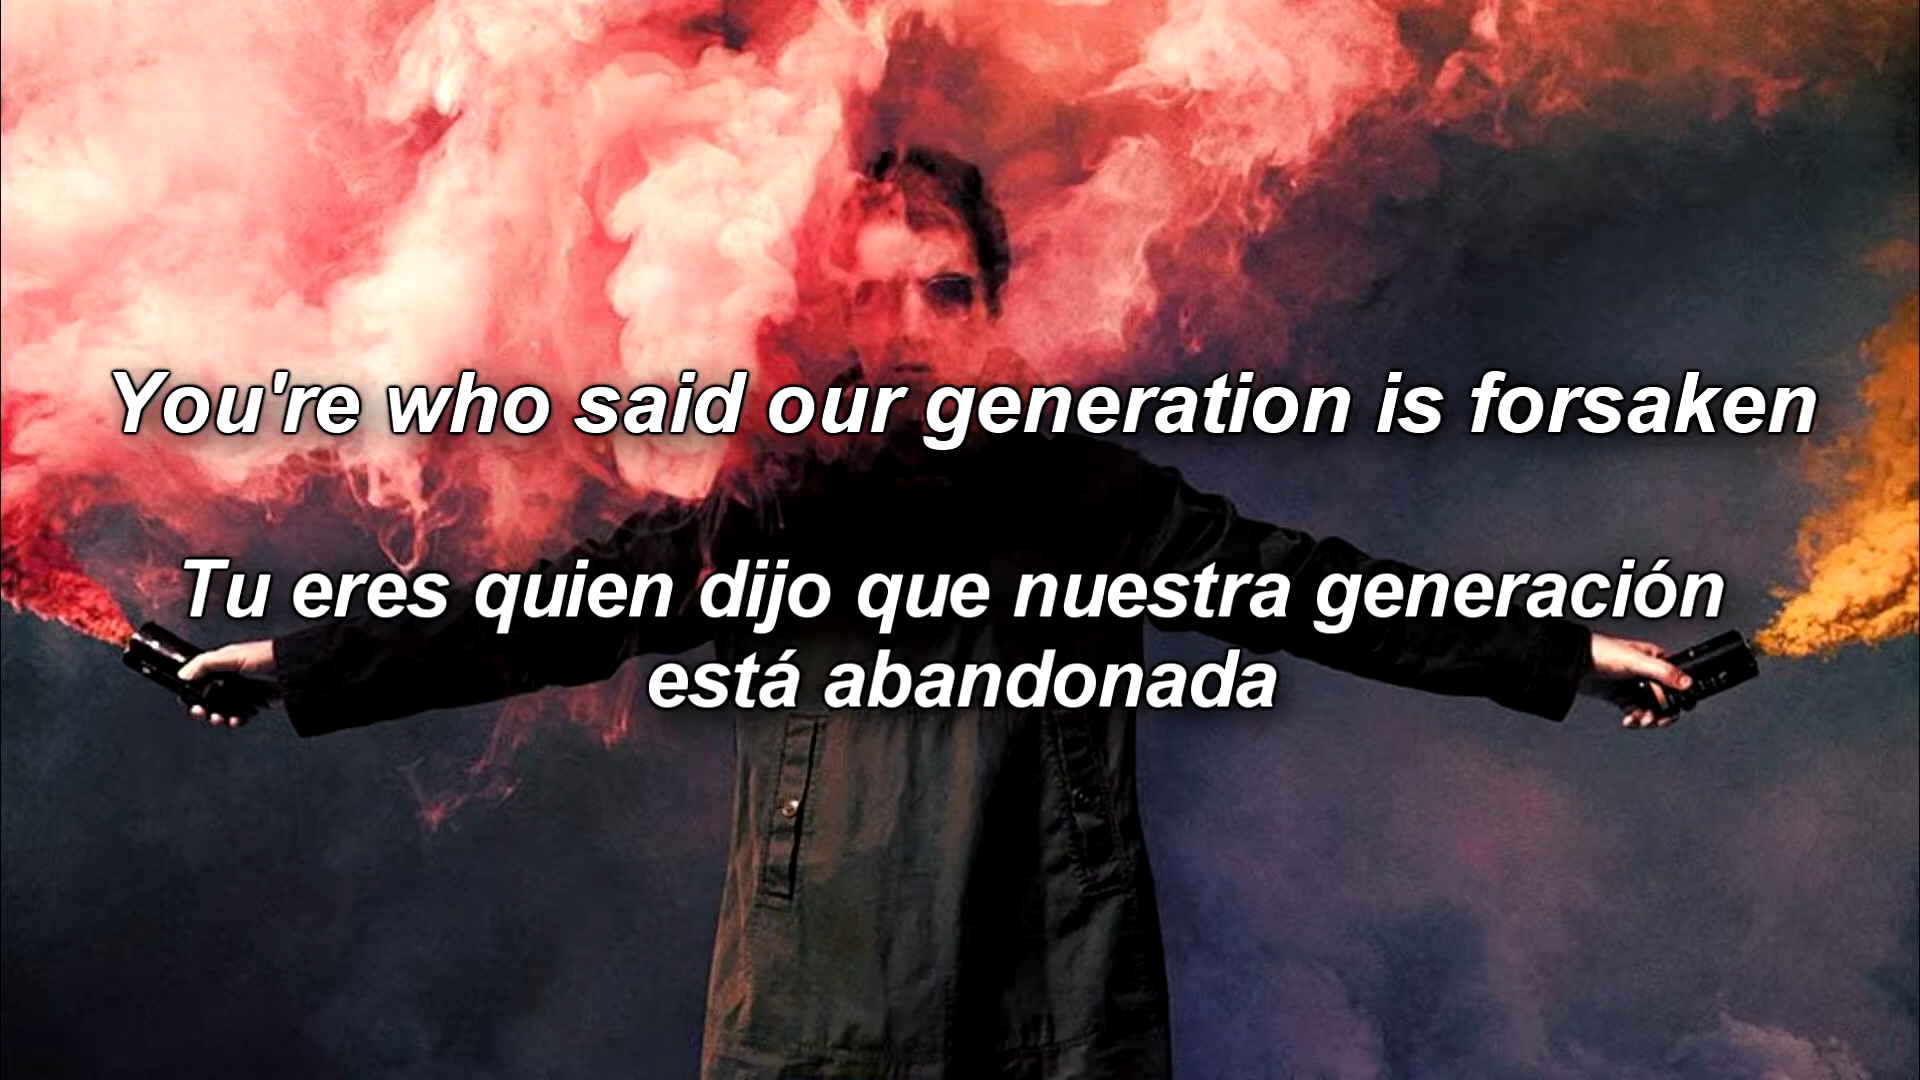 You're who said our generation is forsaken
Tu eres quien dijo que nuestra generación
está abandonada